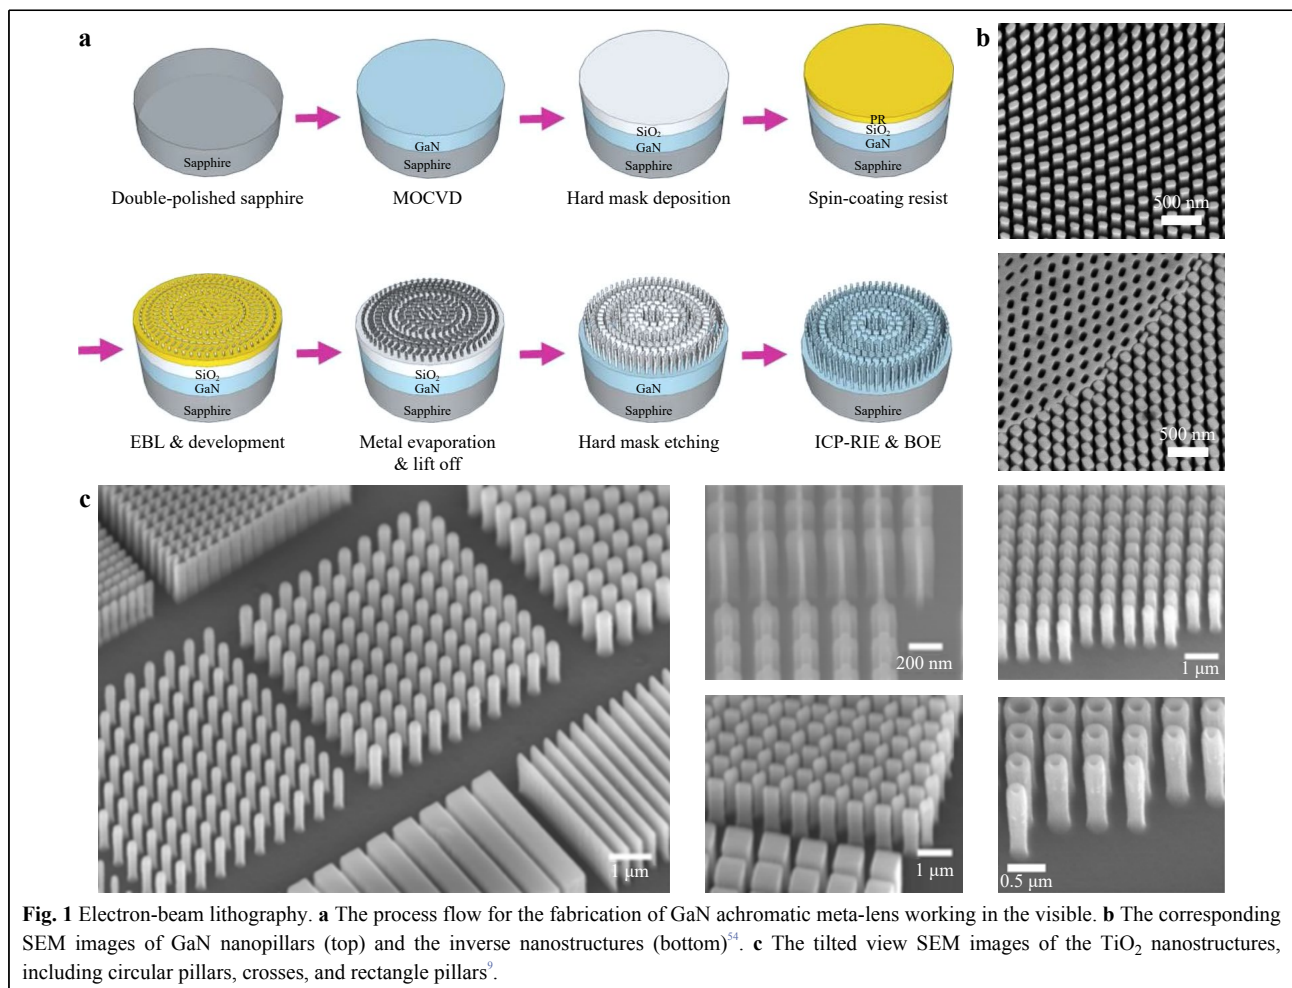 a
b
Sapphire
Double-polished sapphire
GaN
Sapphire
MOCVD
SiO₂
GaN
Sapphire
Hard mask deposition
PR
SiO₂
GaN
Sapphire
Spin-coating resist
500 nm
SiO₂
GaN
Sapphire
EBL & development
SiO₂
GaN
Sapphire
Metal evaporation
& lift off
GaN
Sapphire
Hard mask etching
Sapphire
ICP-RIE & BOE
500 nm
c
1 μm
200 nm
1 μm
1 μm
0.5 μm
Fig. 1 Electron-beam lithography. a The process flow for the fabrication of GaN achromatic meta-lens working in the visible. b The corresponding
SEM images of GaN nanopillars (top) and the inverse nanostructures (bottom)⁵⁴. c The tilted view SEM images of the TiO₂ nanostructures,
including circular pillars, crosses, and rectangle pillars⁹.